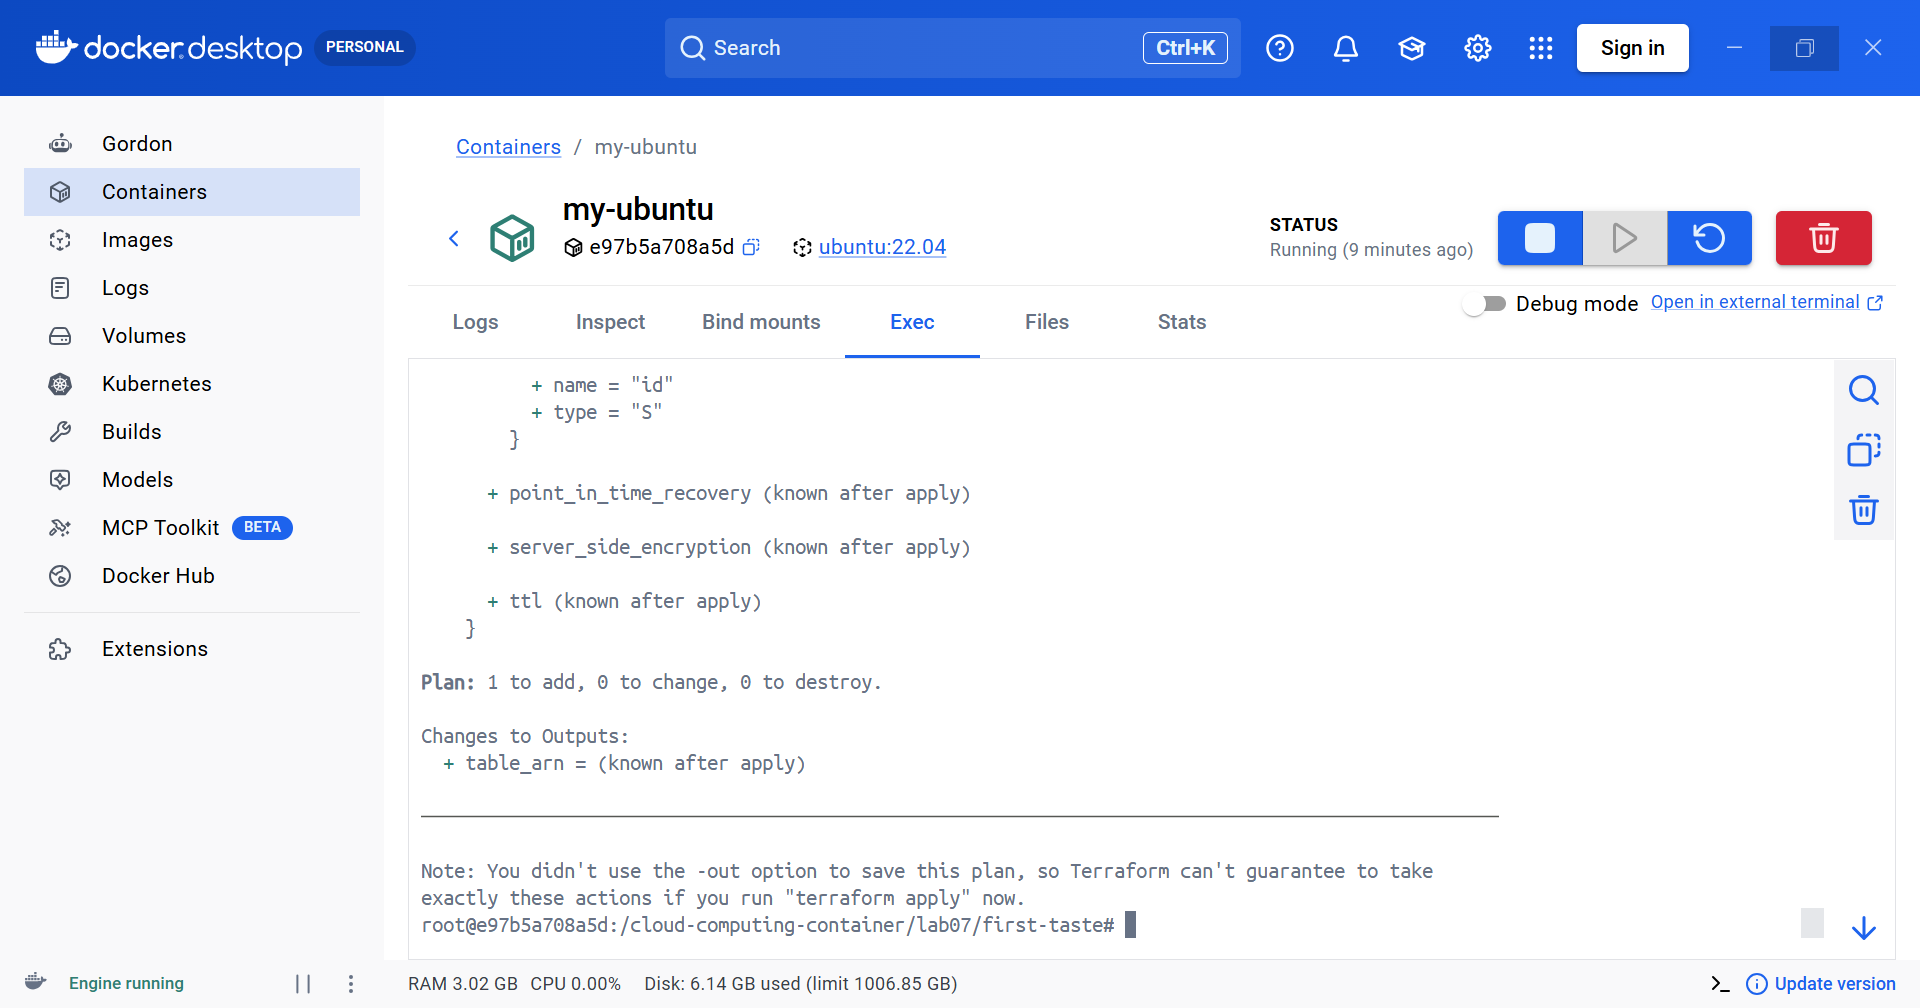 docker desktop PERSONAL
Search Ctrl+K
Sign in
Gordon
Containers
Images
Logs
Volumes
Kubernetes
Builds
Models
MCP Toolkit BETA
Docker Hub
Extensions
Containers / my-ubuntu
my-ubuntu
e97b5a708a5d ubuntu:22.04
STATUS
Running (9 minutes ago)
Logs Inspect Bind mounts Exec Files Stats
Debug mode Open in external terminal
+ name = "id"
+ type = "S"
}
+ point_in_time_recovery (known after apply)
+ server_side_encryption (known after apply)
+ ttl (known after apply)
}
Plan: 1 to add, 0 to change, 0 to destroy.
Changes to Outputs:
+ table_arn = (known after apply)
Note: You didn't use the -out option to save this plan, so Terraform can't guarantee to take
exactly these actions if you run "terraform apply" now.
root@e97b5a708a5d:/cloud-computing-container/lab07/first-taste#
Engine running
RAM 3.02 GB CPU 0.00% Disk: 6.14 GB used (limit 1006.85 GB)
Update version